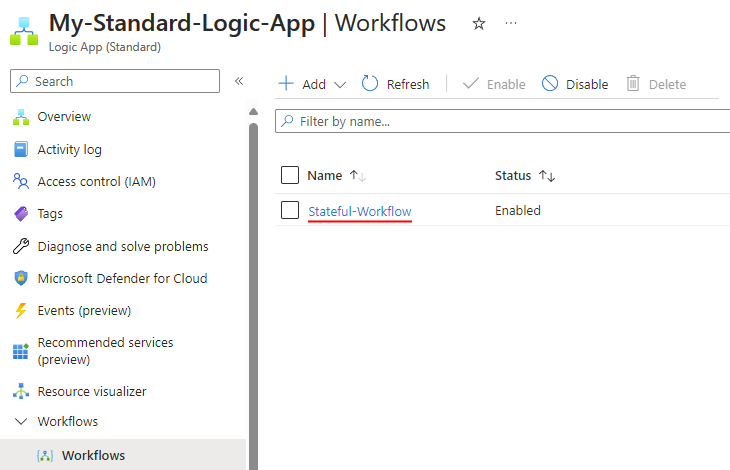 My-Standard-Logic-App | Workflows
Logic App (Standard)
Search
Overview
Activity log
Access control (IAM)
Tags
Diagnose and solve problems
Microsoft Defender for Cloud
Events (preview)
Recommended services
(preview)
Resource visualizer
Workflows
Workflows
Add Refresh Enable Disable Delete
Filter by name...
Name Status
Stateful-Workflow Enabled